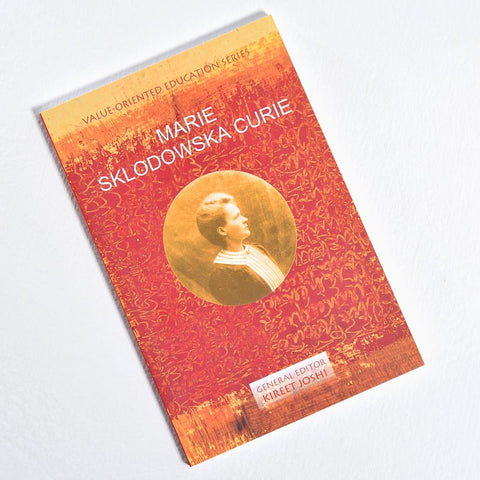 VALUE-ORIENTED EDUCATION SERIES
MARIE
SKLODOWSKA CURIE
GENERAL EDITOR
KIREET JOSHI